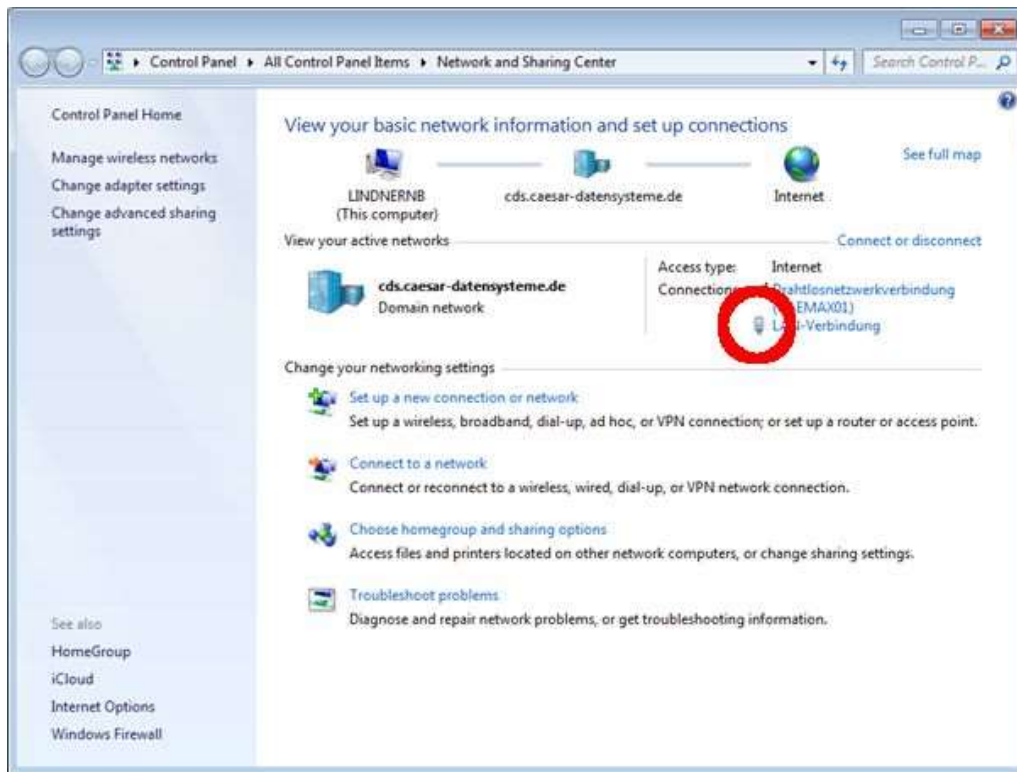 Control Panel ▸ All Control Panel Items ▸ Network and Sharing Center
Search Control P...
Control Panel Home
Manage wireless networks
Change adapter settings
Change advanced sharing
settings
See also
HomeGroup
iCloud
Internet Options
Windows Firewall
View your basic network information and set up connections
See full map
LINDNERNB
(This computer)
cds.caesar-datensysteme.de
Internet
View your active networks
Connect or disconnect
cds.caesar-datensysteme.de
Domain network
Access type: Internet
Connections: Drahtlosnetzwerkverbindung
EMAX01)
LAN-Verbindung
Change your networking settings
Set up a new connection or network
Set up a wireless, broadband, dial-up, ad hoc, or VPN connection; or set up a router or access point.
Connect to a network
Connect or reconnect to a wireless, wired, dial-up, or VPN network connection.
Choose homegroup and sharing options
Access files and printers located on other network computers, or change sharing settings.
Troubleshoot problems
Diagnose and repair network problems, or get troubleshooting information.